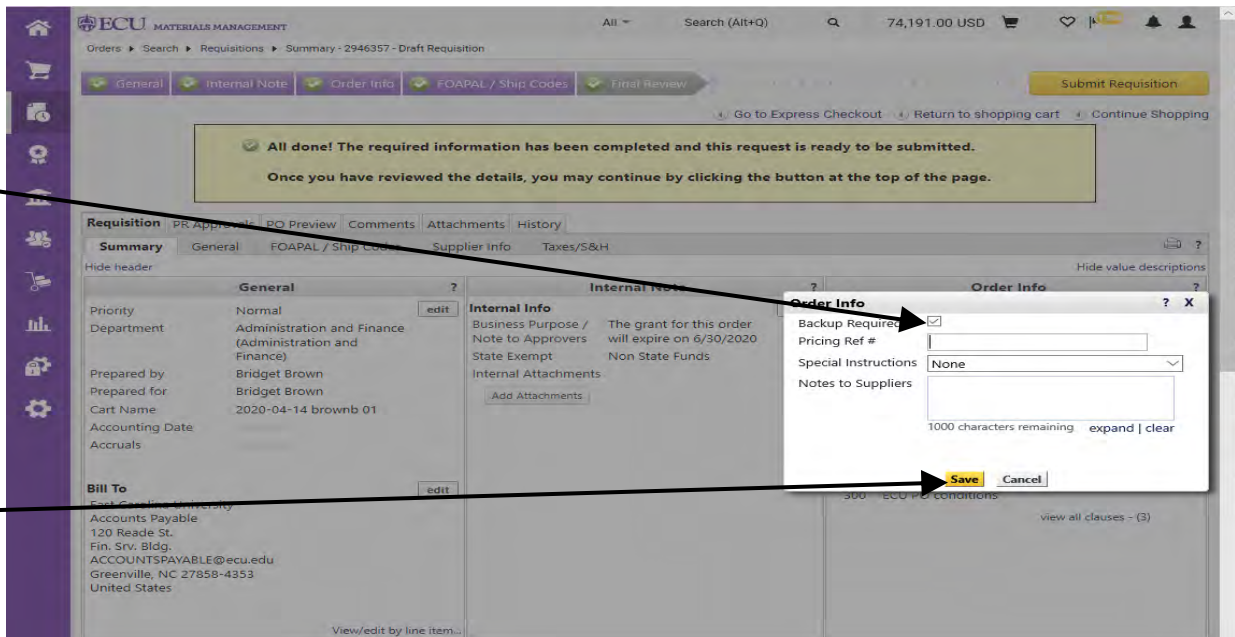 ECU MATERIALS MANAGEMENT
All
Search (Alt+Q)
74,191.00 USD
Orders ▸ Search ▸ Requisitions ▸ Summary - 2946357 - Draft Requisition
General
Internal Note
Order Info
FOAPAL / Ship Codes
Final Review
Submit Requisition
Go to Express Checkout
Return to shopping cart
Continue Shopping
All done! The required information has been completed and this request is ready to be submitted.
Once you have reviewed the details, you may continue by clicking the button at the top of the page.
Requisition PR Approvals PO Preview Comments Attachments History
Summary General FOAPAL / Ship Codes Supplier Info Taxes/S&H ?
Hide header
Hide value descriptions
General ?
Priority Normal edit
Department Administration and Finance
(Administration and
Finance)
Prepared by Bridget Brown
Prepared for Bridget Brown
Cart Name 2020-04-14 brownb 01
Accounting Date
Accruals
Bill To edit
East Carolina University
Accounts Payable
120 Reade St.
Fin. Srv. Bldg.
ACCOUNTSPAYABLE@ecu.edu
Greenville, NC 27858-4353
United States
View/edit by line item...
Internal Note ?
Internal Info
Business Purpose / The grant for this order
Note to Approvers will expire on 6/30/2020
State Exempt Non State Funds
Internal Attachments
Add Attachments
Order Info ?
Order Info ? X
Backup Required
Pricing Ref #
Special Instructions None
Notes to Suppliers
1000 characters remaining expand | clear
Save Cancel
300 ECU PO conditions
view all clauses - (3)